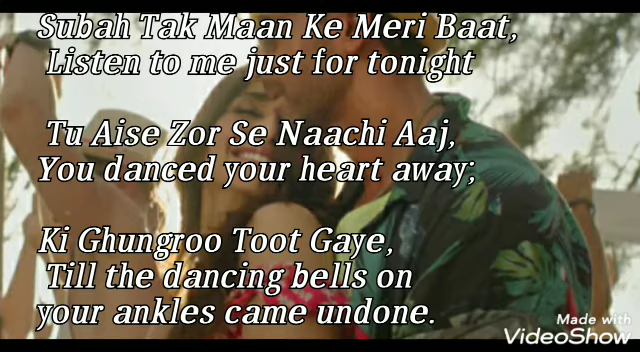 Subah Tak Maan Ke Meri Baat,
Listen to me just for tonight
Tu Aise Zor Se Naachi Aaj,
You danced your heart away;
Ki Ghungroo Toot Gaye,
Till the dancing bells on
your ankles came undone.
Made with
VideoShow